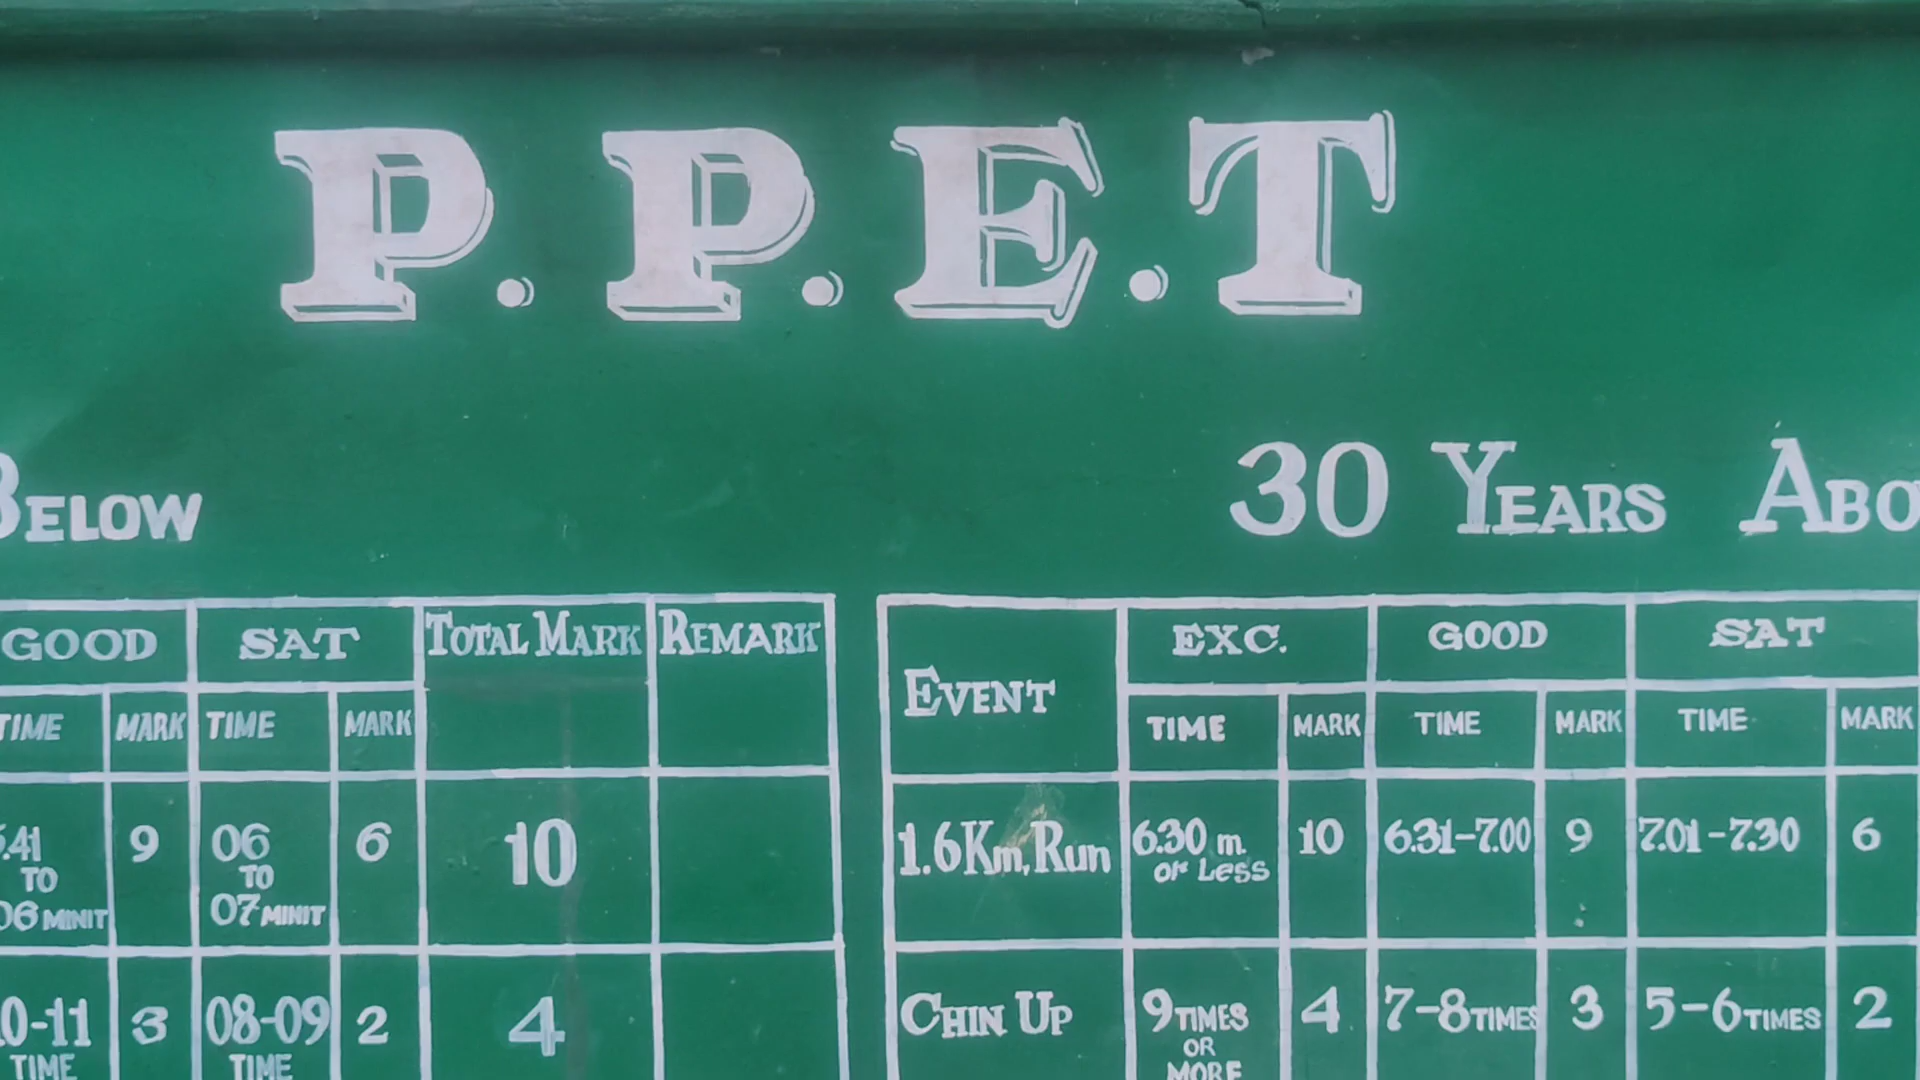 P.P.E.T
BELOW
30 YEARS
GOOD SAT TOTAL MARK REMARK
TIME MARK TIME MARK
9 06 6 10
TO TO
06 MINIT 07 MINIT
3 08-09 2 4
TIME TIME
EVENT EXC. GOOD SAT
TIME MARK TIME MARK TIME MARK
1.6Km, Run 6.30 m 10 6.31-7.00 9 7.01-7.30 6
or Less
CHIN UP 9 TIMES 4 7-8 TIMES 3 5-6 TIMES 2
OR
MORE